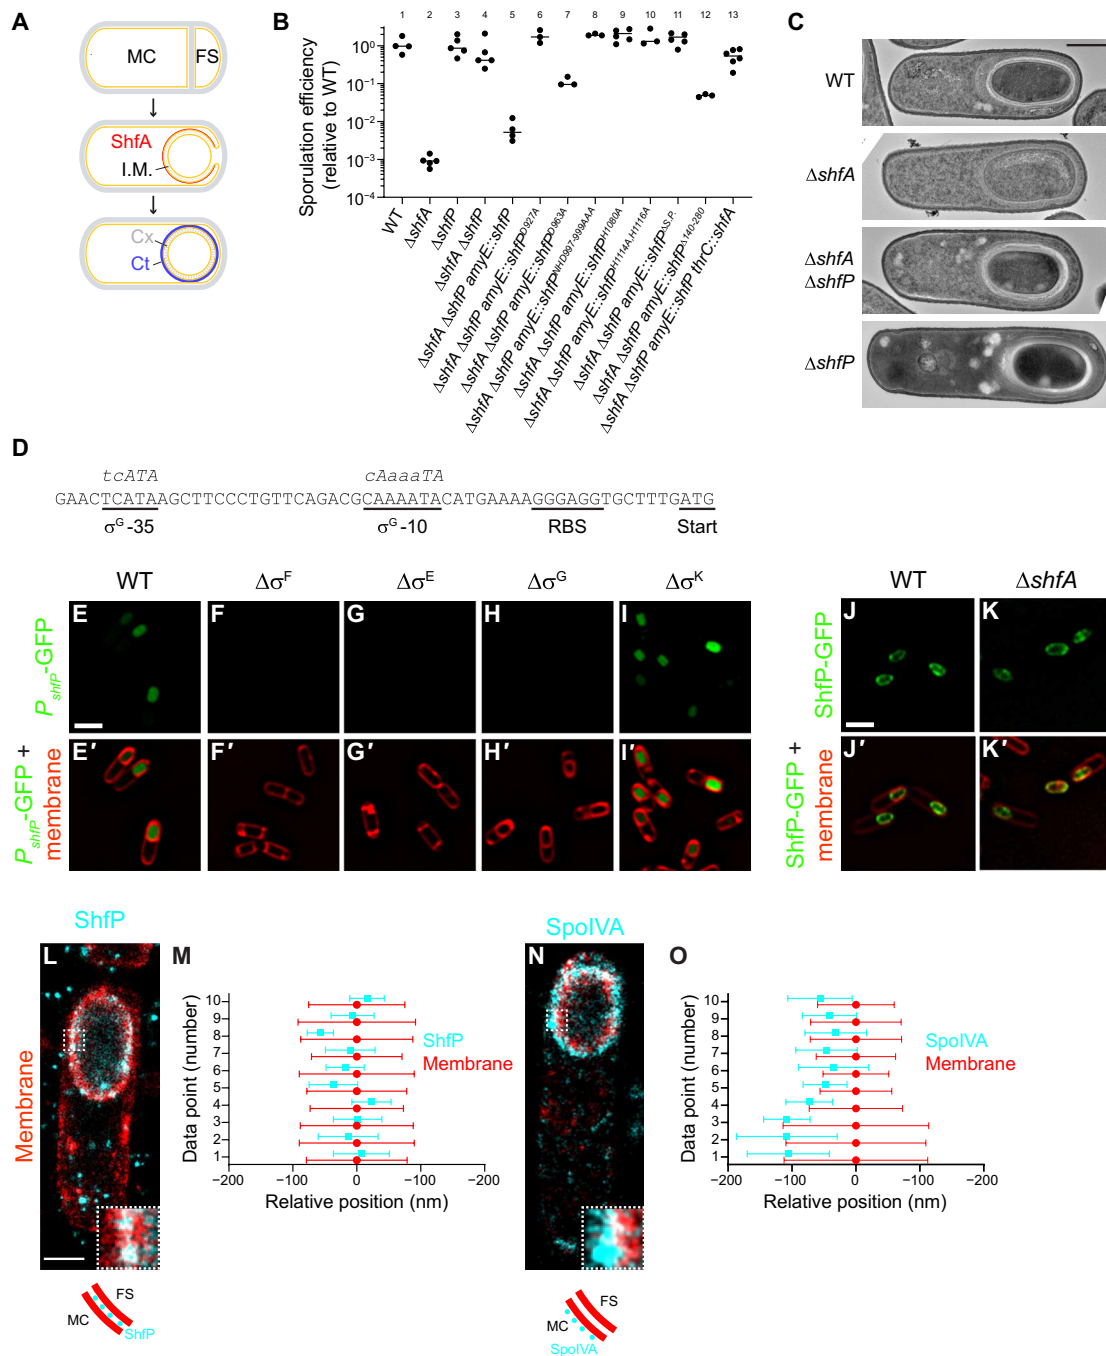 A
MC
FS
ShfA
I.M.
Cx
Ct
B
Sporulation efficiency
(relative to WT)
1 2 3 4 5 6 7 8 9 10 11 12 13
10^0
10^−1
10^−2
10^−3
10^−4
WT
ΔshfA
ΔshfP
ΔshfA ΔshfP
ΔshfA ΔshfP amyE::shfP
ΔshfA ΔshfP amyE::shfP^D927A
ΔshfA ΔshfP amyE::shfP^D963A
ΔshfA ΔshfP amyE::shfP^NHD997-999AAA
ΔshfA ΔshfP amyE::shfP^H1080A
ΔshfA ΔshfP amyE::shfP^H1114A,H1116A
ΔshfA ΔshfP amyE::shfP^ΔS.P.
ΔshfA ΔshfP amyE::shfP^Δ140-280
ΔshfA ΔshfP amyE::shfP thrC::shfA
C
WT
ΔshfA
ΔshfA
ΔshfP
ΔshfP
D
tcATA cAaaaTA
GAACTCATAAGCTTCCCTGTTCAGACGCAAAATACATGAAAAGGGAGGTGCTTTGATG
σ^G -35 σ^G -10 RBS Start
WT Δσ^F Δσ^E Δσ^G Δσ^K
P_shfP-GFP
E F G H I
P_shfP-GFP +
membrane
E′ F′ G′ H′ I′
WT ΔshfA
ShfP-GFP
J K
ShfP-GFP +
membrane
J′ K′
ShfP
L
Membrane
MC
FS
ShfP
M
Data point (number)
10
9
8
7
6
5
4
3
2
1
ShfP
Membrane
−200 −100 0 −100 −200
Relative position (nm)
SpoIVA
N
MC
FS
SpoIVA
O
Data point (number)
10
9
8
7
6
5
4
3
2
1
SpoIVA
Membrane
−200 −100 0 −100 −200
Relative position (nm)